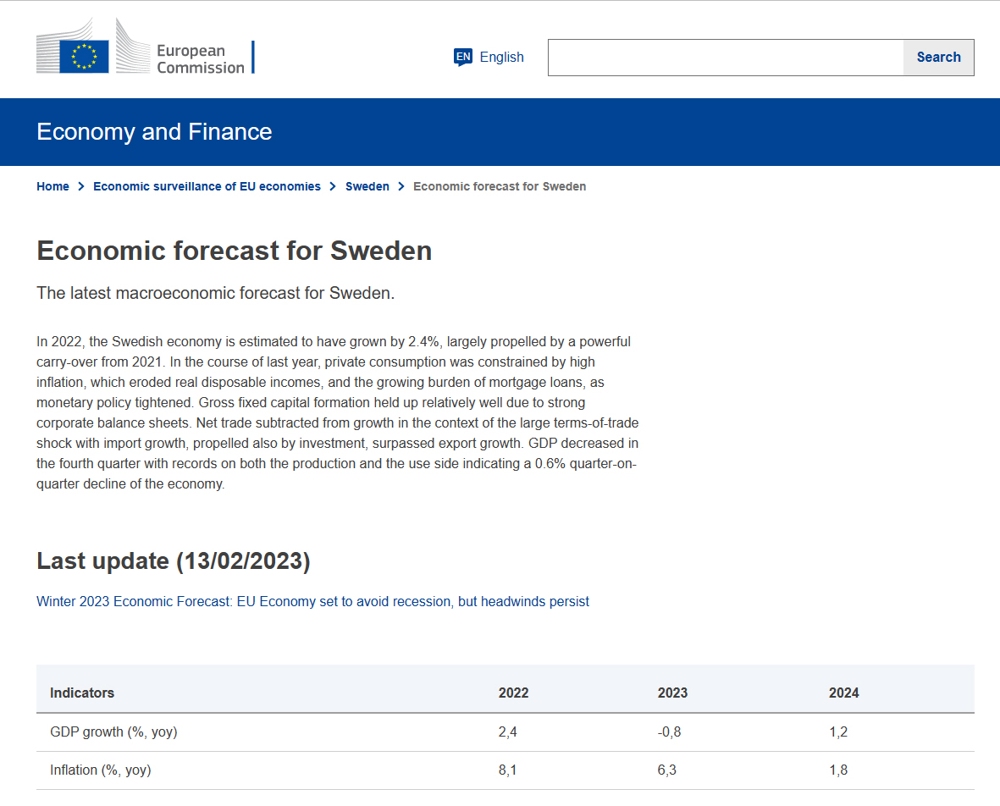 European
Commission
EN English
Search
Economy and Finance
Home > Economic surveillance of EU economies > Sweden > Economic forecast for Sweden
Economic forecast for Sweden
The latest macroeconomic forecast for Sweden.
In 2022, the Swedish economy is estimated to have grown by 2.4%, largely propelled by a powerful
carry-over from 2021. In the course of last year, private consumption was constrained by high
inflation, which eroded real disposable incomes, and the growing burden of mortgage loans, as
monetary policy tightened. Gross fixed capital formation held up relatively well due to strong
corporate balance sheets. Net trade subtracted from growth in the context of the large terms-of-trade
shock with import growth, propelled also by investment, surpassed export growth. GDP decreased in
the fourth quarter with records on both the production and the use side indicating a 0.6% quarter-on-
quarter decline of the economy.
Last update (13/02/2023)
Winter 2023 Economic Forecast: EU Economy set to avoid recession, but headwinds persist
Indicators 2022 2023 2024
GDP growth (%, yoy) 2,4 -0,8 1,2
Inflation (%, yoy) 8,1 6,3 1,8